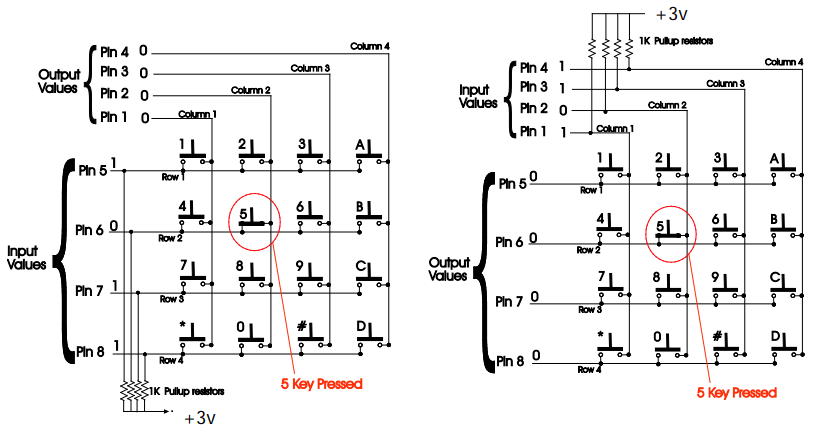 Pin 4 0
Column 4
Pin 3 0
Column 3
Output
Values
Pin 2 0
Column 2
Pin 1 0
Column 1
1 2 3 A
Pin 5 1
Row 1
4 5 6 B
Pin 6 0
Row 2
Input
Values
7 8 9 C
Pin 7 1
Row 3
* 0 # D
Pin 8 1
Row 4
5 Key Pressed
1K Pullup resistors
+3v
+3v
1K Pullup resistors
Pin 4 1
Column 4
Pin 3 1
Column 3
Input
Values
Pin 2 0
Column 2
Pin 1 1
Column 1
1 2 3 A
Pin 5 0
Row 1
4 5 6 B
Pin 6 0
Row 2
Output
Values
7 8 9 C
Pin 7 0
Row 3
* 0 # D
Pin 8 0
Row 4
5 Key Pressed